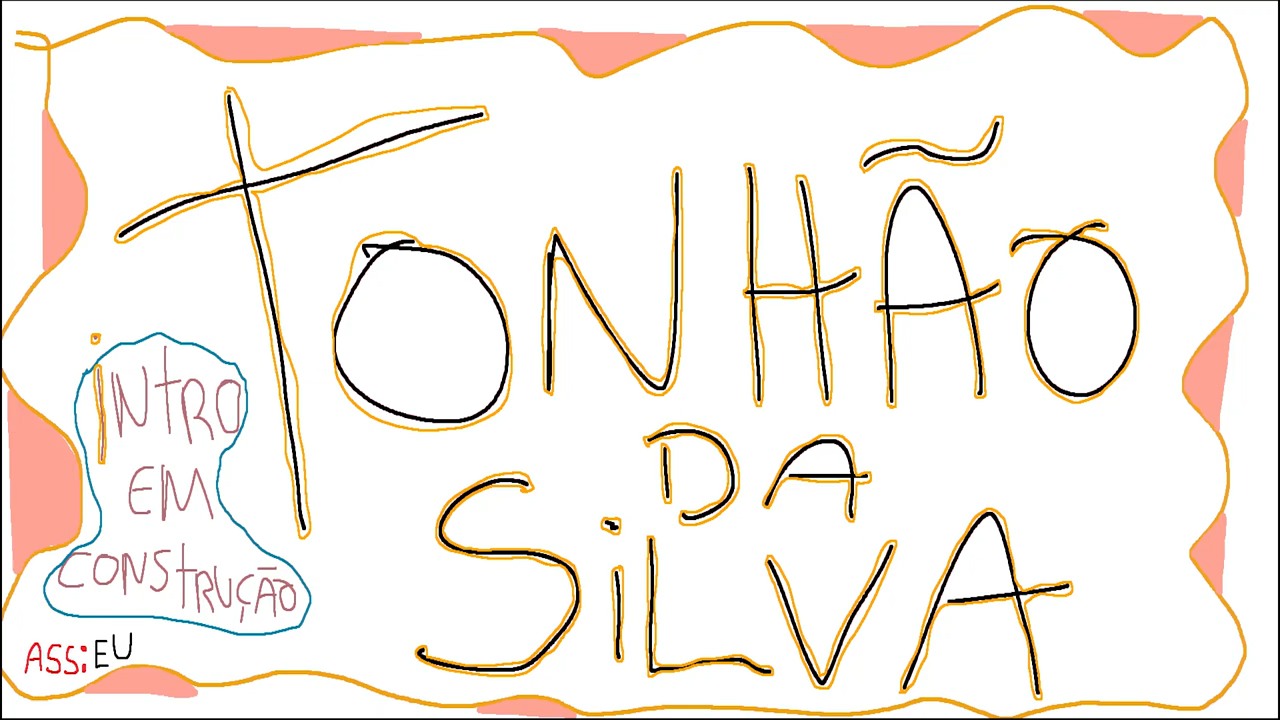 TONHÃO
DA
SiLVA
iNtRO
EM
CONStRUÇÃO
ASS:EU